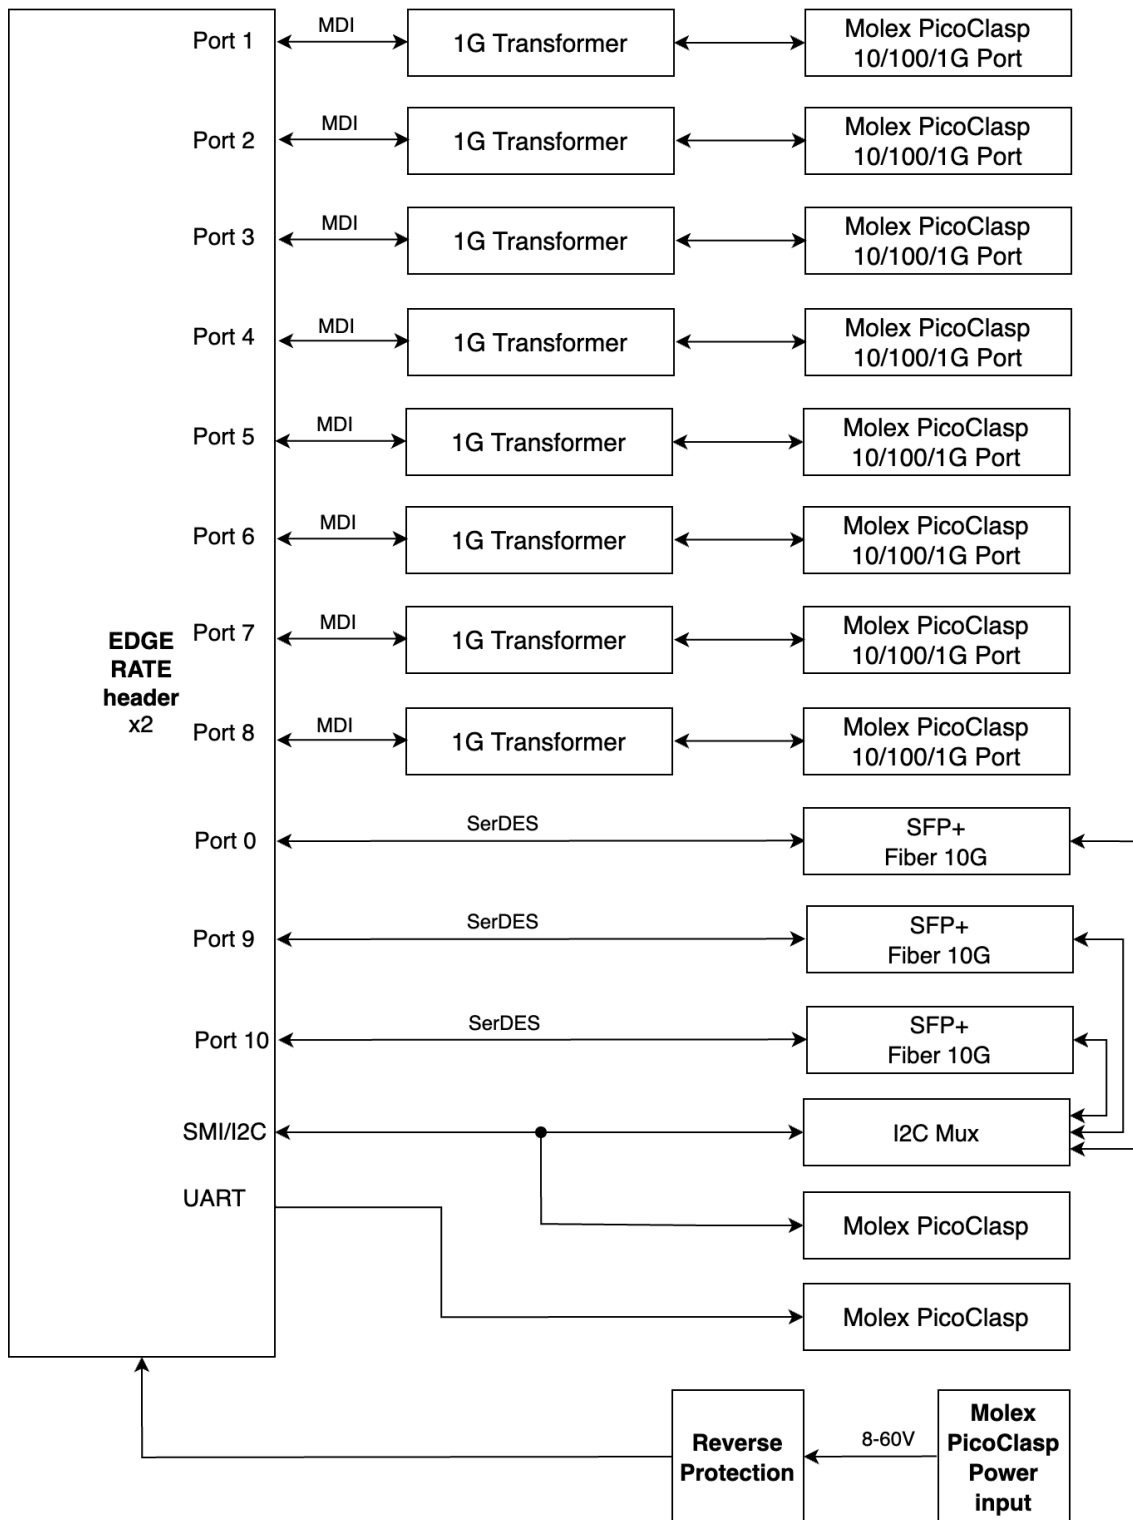 Port 1
MDI
1G Transformer
Molex PicoClasp
10/100/1G Port
Port 2
MDI
1G Transformer
Molex PicoClasp
10/100/1G Port
Port 3
MDI
1G Transformer
Molex PicoClasp
10/100/1G Port
Port 4
MDI
1G Transformer
Molex PicoClasp
10/100/1G Port
Port 5
MDI
1G Transformer
Molex PicoClasp
10/100/1G Port
Port 6
MDI
1G Transformer
Molex PicoClasp
10/100/1G Port
EDGE
RATE
header
x2
Port 7
MDI
1G Transformer
Molex PicoClasp
10/100/1G Port
Port 8
MDI
1G Transformer
Molex PicoClasp
10/100/1G Port
Port 0
SerDES
SFP+
Fiber 10G
Port 9
SerDES
SFP+
Fiber 10G
Port 10
SerDES
SFP+
Fiber 10G
SMI/I2C
I2C Mux
UART
Molex PicoClasp
Molex PicoClasp
Reverse
Protection
8-60V
Molex
PicoClasp
Power
input